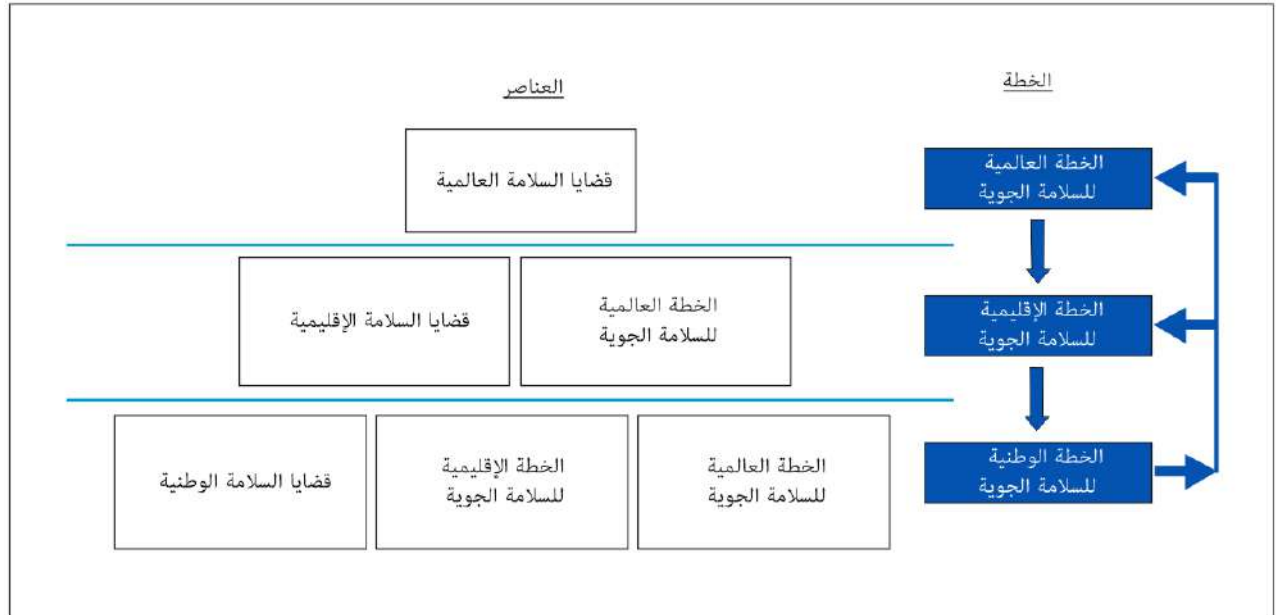 الخطة
العناصر
الخطة العالمية
للسلامة الجوية
قضايا السلامة العالمية
الخطة الإقليمية
للسلامة الجوية
الخطة العالمية
للسلامة الجوية
قضايا السلامة الإقليمية
الخطة الوطنية
للسلامة الجوية
الخطة العالمية
للسلامة الجوية
الخطة الإقليمية
للسلامة الجوية
قضايا السلامة الوطنية